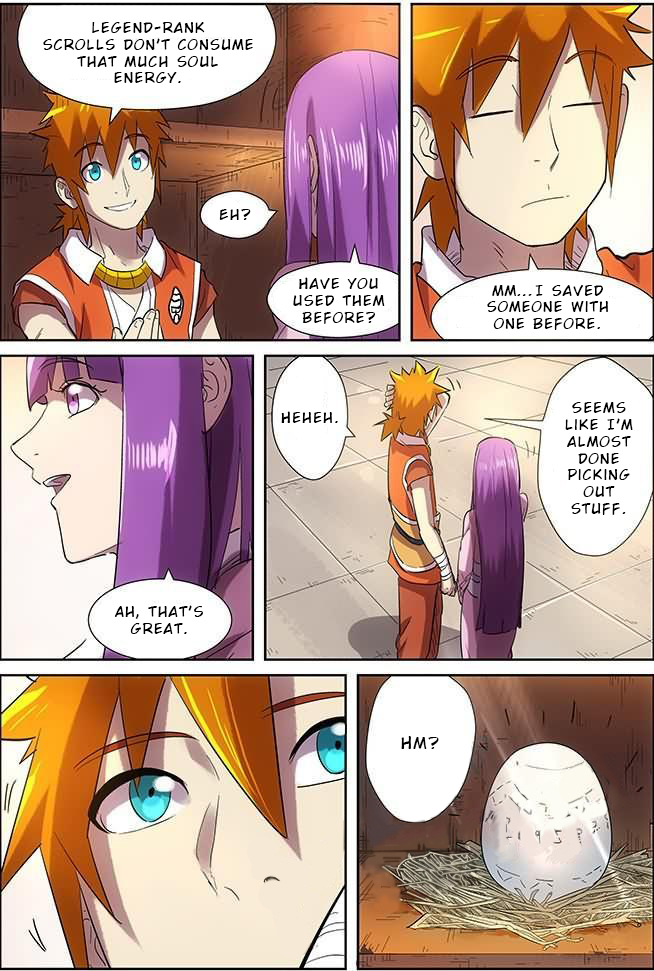 LEGEND-RANK
SCROLLS DON'T CONSUME
THAT MUCH SOUL
ENERGY.
EH?
HAVE YOU
USED THEM
BEFORE?
MM...I SAVED
SOMEONE WITH
ONE BEFORE.
AH, THAT'S
GREAT.
HEHEH.
SEEMS
LIKE I'M
ALMOST
DONE
PICKING
OUT
STUFF.
HM?